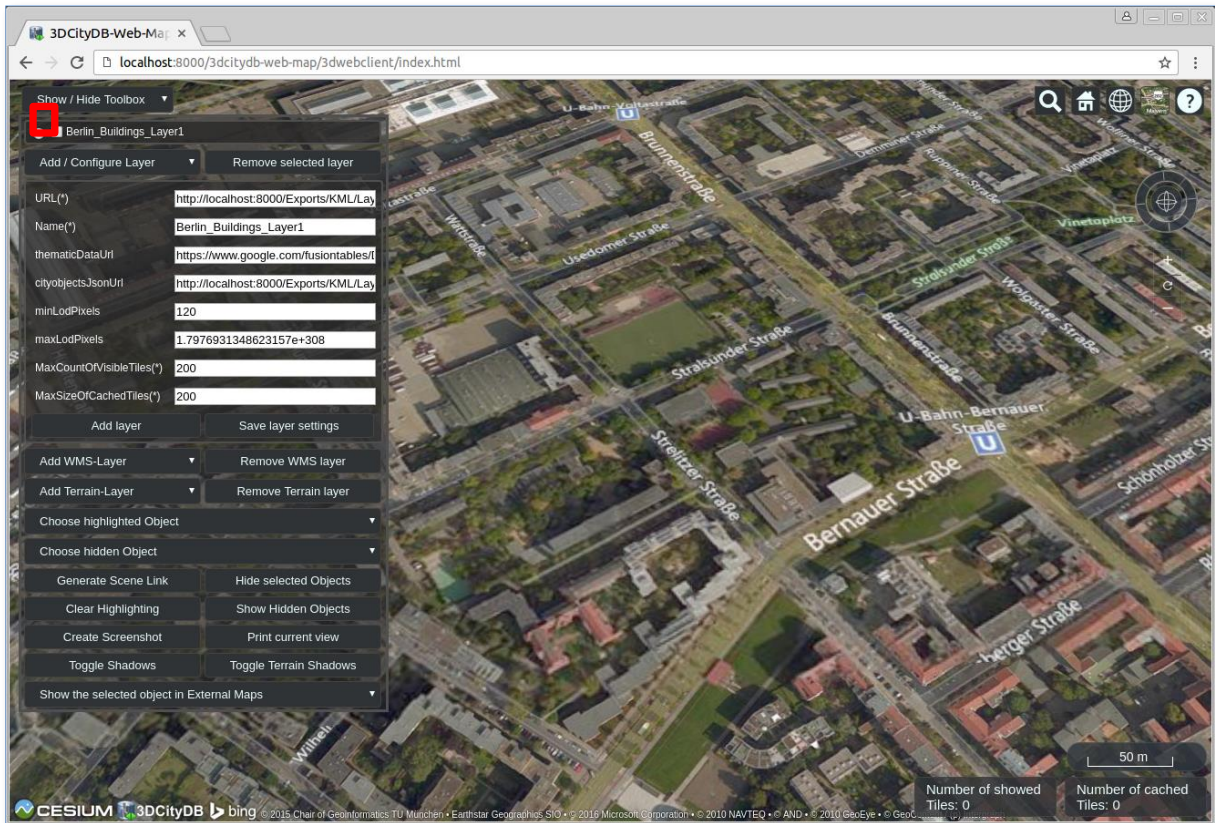 3DCityDB-Web-Map
localhost:8000/3dcitydb-web-map/3dwebclient/index.html
Show / Hide Toolbox
Berlin_Buildings_Layer1
Add / Configure Layer
Remove selected layer
URL(*)
http://localhost:8000/Exports/KML/Lay
Name(*)
Berlin_Buildings_Layer1
thematicDataUrl
https://www.google.com/fusiontables/D
cityobjectsJsonUrl
http://localhost:8000/Exports/KML/Lay
minLodPixels
120
maxLodPixels
1.7976931348623157e+308
MaxCountOfVisibleTiles(*)
200
MaxSizeOfCachedTiles(*)
200
Add layer
Save layer settings
Add WMS-Layer
Remove WMS layer
Add Terrain-Layer
Remove Terrain layer
Choose highlighted Object
Choose hidden Object
Generate Scene Link
Hide selected Objects
Clear Highlighting
Show Hidden Objects
Create Screenshot
Print current view
Toggle Shadows
Toggle Terrain Shadows
Show the selected object in External Maps
U-Bahn-Voltastraße
U
Brunnenstraße
Demminer Straße
Ruppiner Straße
Wolliner
Vinetaplatz
Vinetaplatz
Wattstraße
Usedomer Straße
Stralsunder Straße
Wolgaster Straße
Stralsunder Straße
Brunnenstraße
U-Bahn-Bernauer
Straße
U
Strelitzer Straße
Bernauer Straße
Schönholzer
Wilhelm
50 m
Number of showed
Tiles: 0
Number of cached
Tiles: 0
CESIUM 3DCityDB bing © 2015 Chair of Geoinformatics TU München • Earthstar Geographics SIO • © 2016 Microsoft Corporation • © 2010 NAVTEQ • © AND • © 2010 GeoEye •